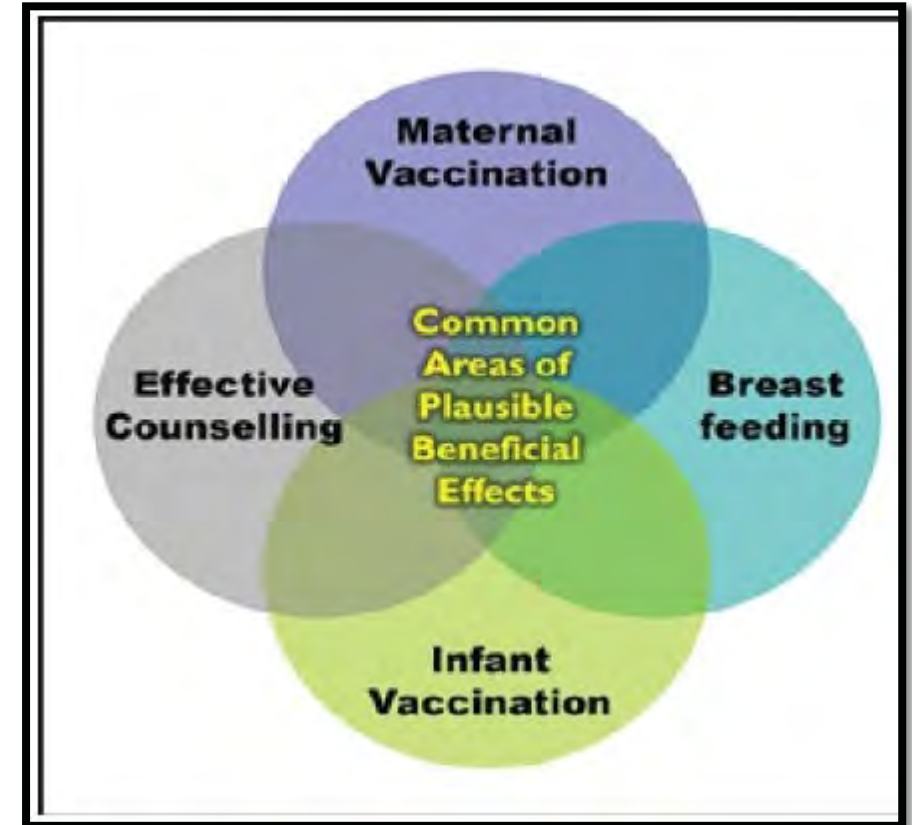 Maternal
Vaccination
Common
Areas of
Plausible
Beneficial
Effects
Effective
Counselling
Breast
feeding
Infant
Vaccination